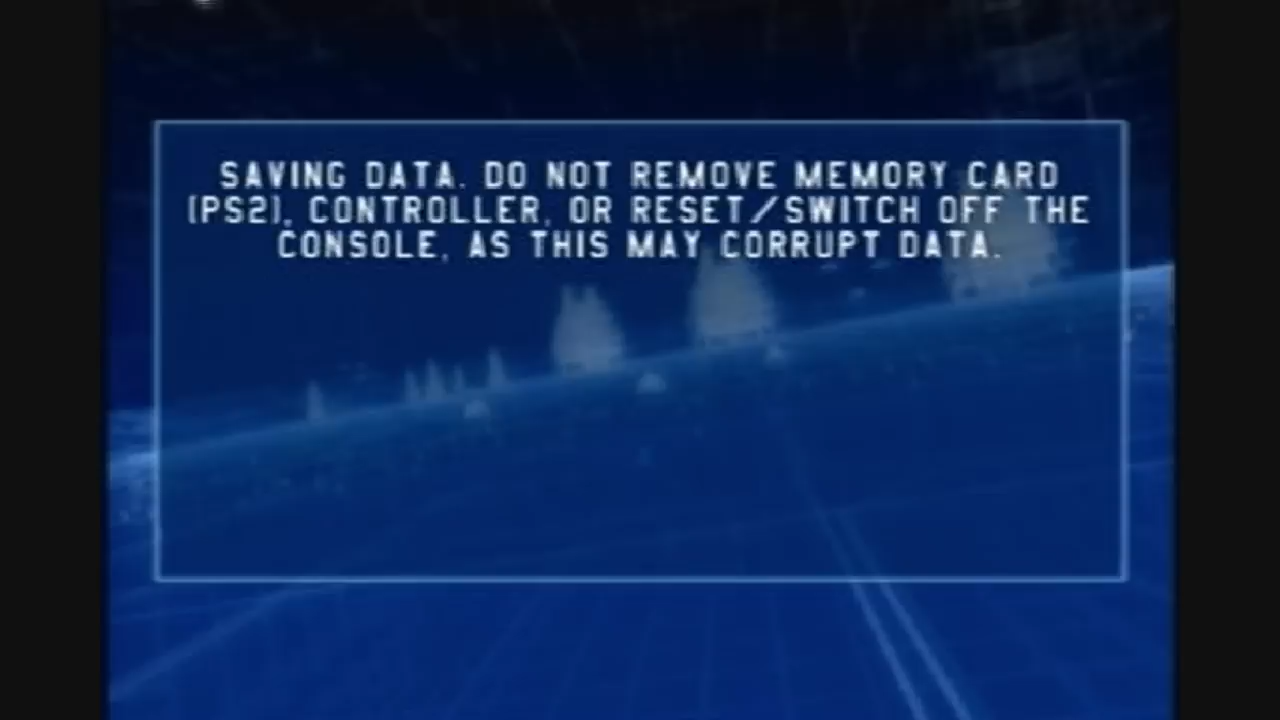 SAVING DATA. DO NOT REMOVE MEMORY CARD
(PS2), CONTROLLER, OR RESET/SWITCH OFF THE
CONSOLE, AS THIS MAY CORRUPT DATA.